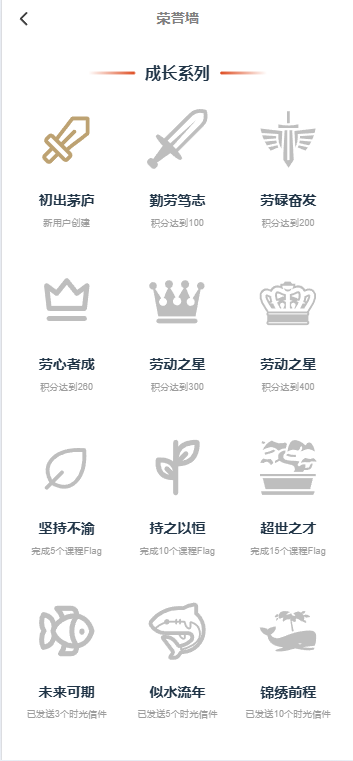 荣誉墙
成长系列
初出茅庐 勤劳笃志 劳碌奋发
新用户创建 积分达到100 积分达到200
劳心者成 劳动之星 劳动之星
积分达到260 积分达到300 积分达到400
坚持不渝 持之以恒 超世之才
完成5个课程Flag 完成10个课程Flag 完成15个课程Flag
未来可期 似水流年 锦绣前程
已发送3个时光信件 已发送5个时光信件 已发送10个时光信件